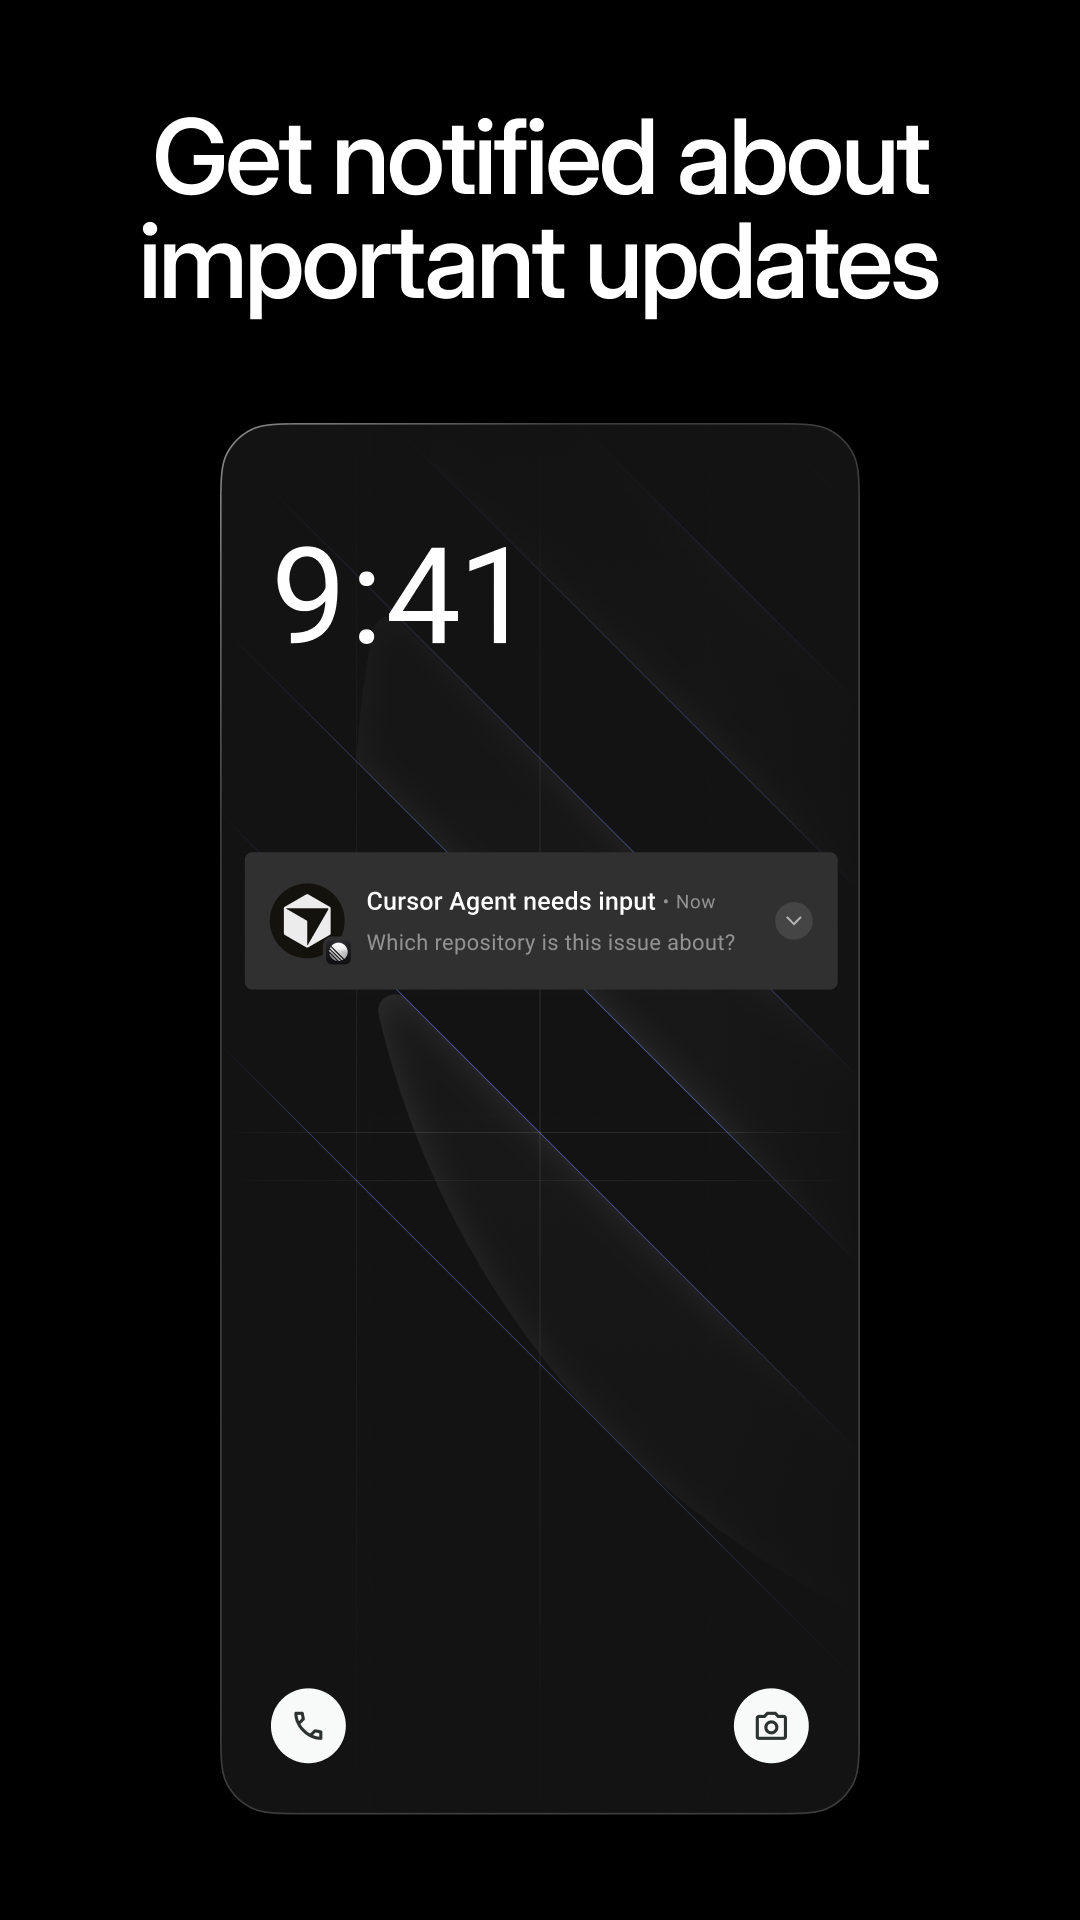 Get notified about
important updates
9:41
Cursor Agent needs input • Now
Which repository is this issue about?